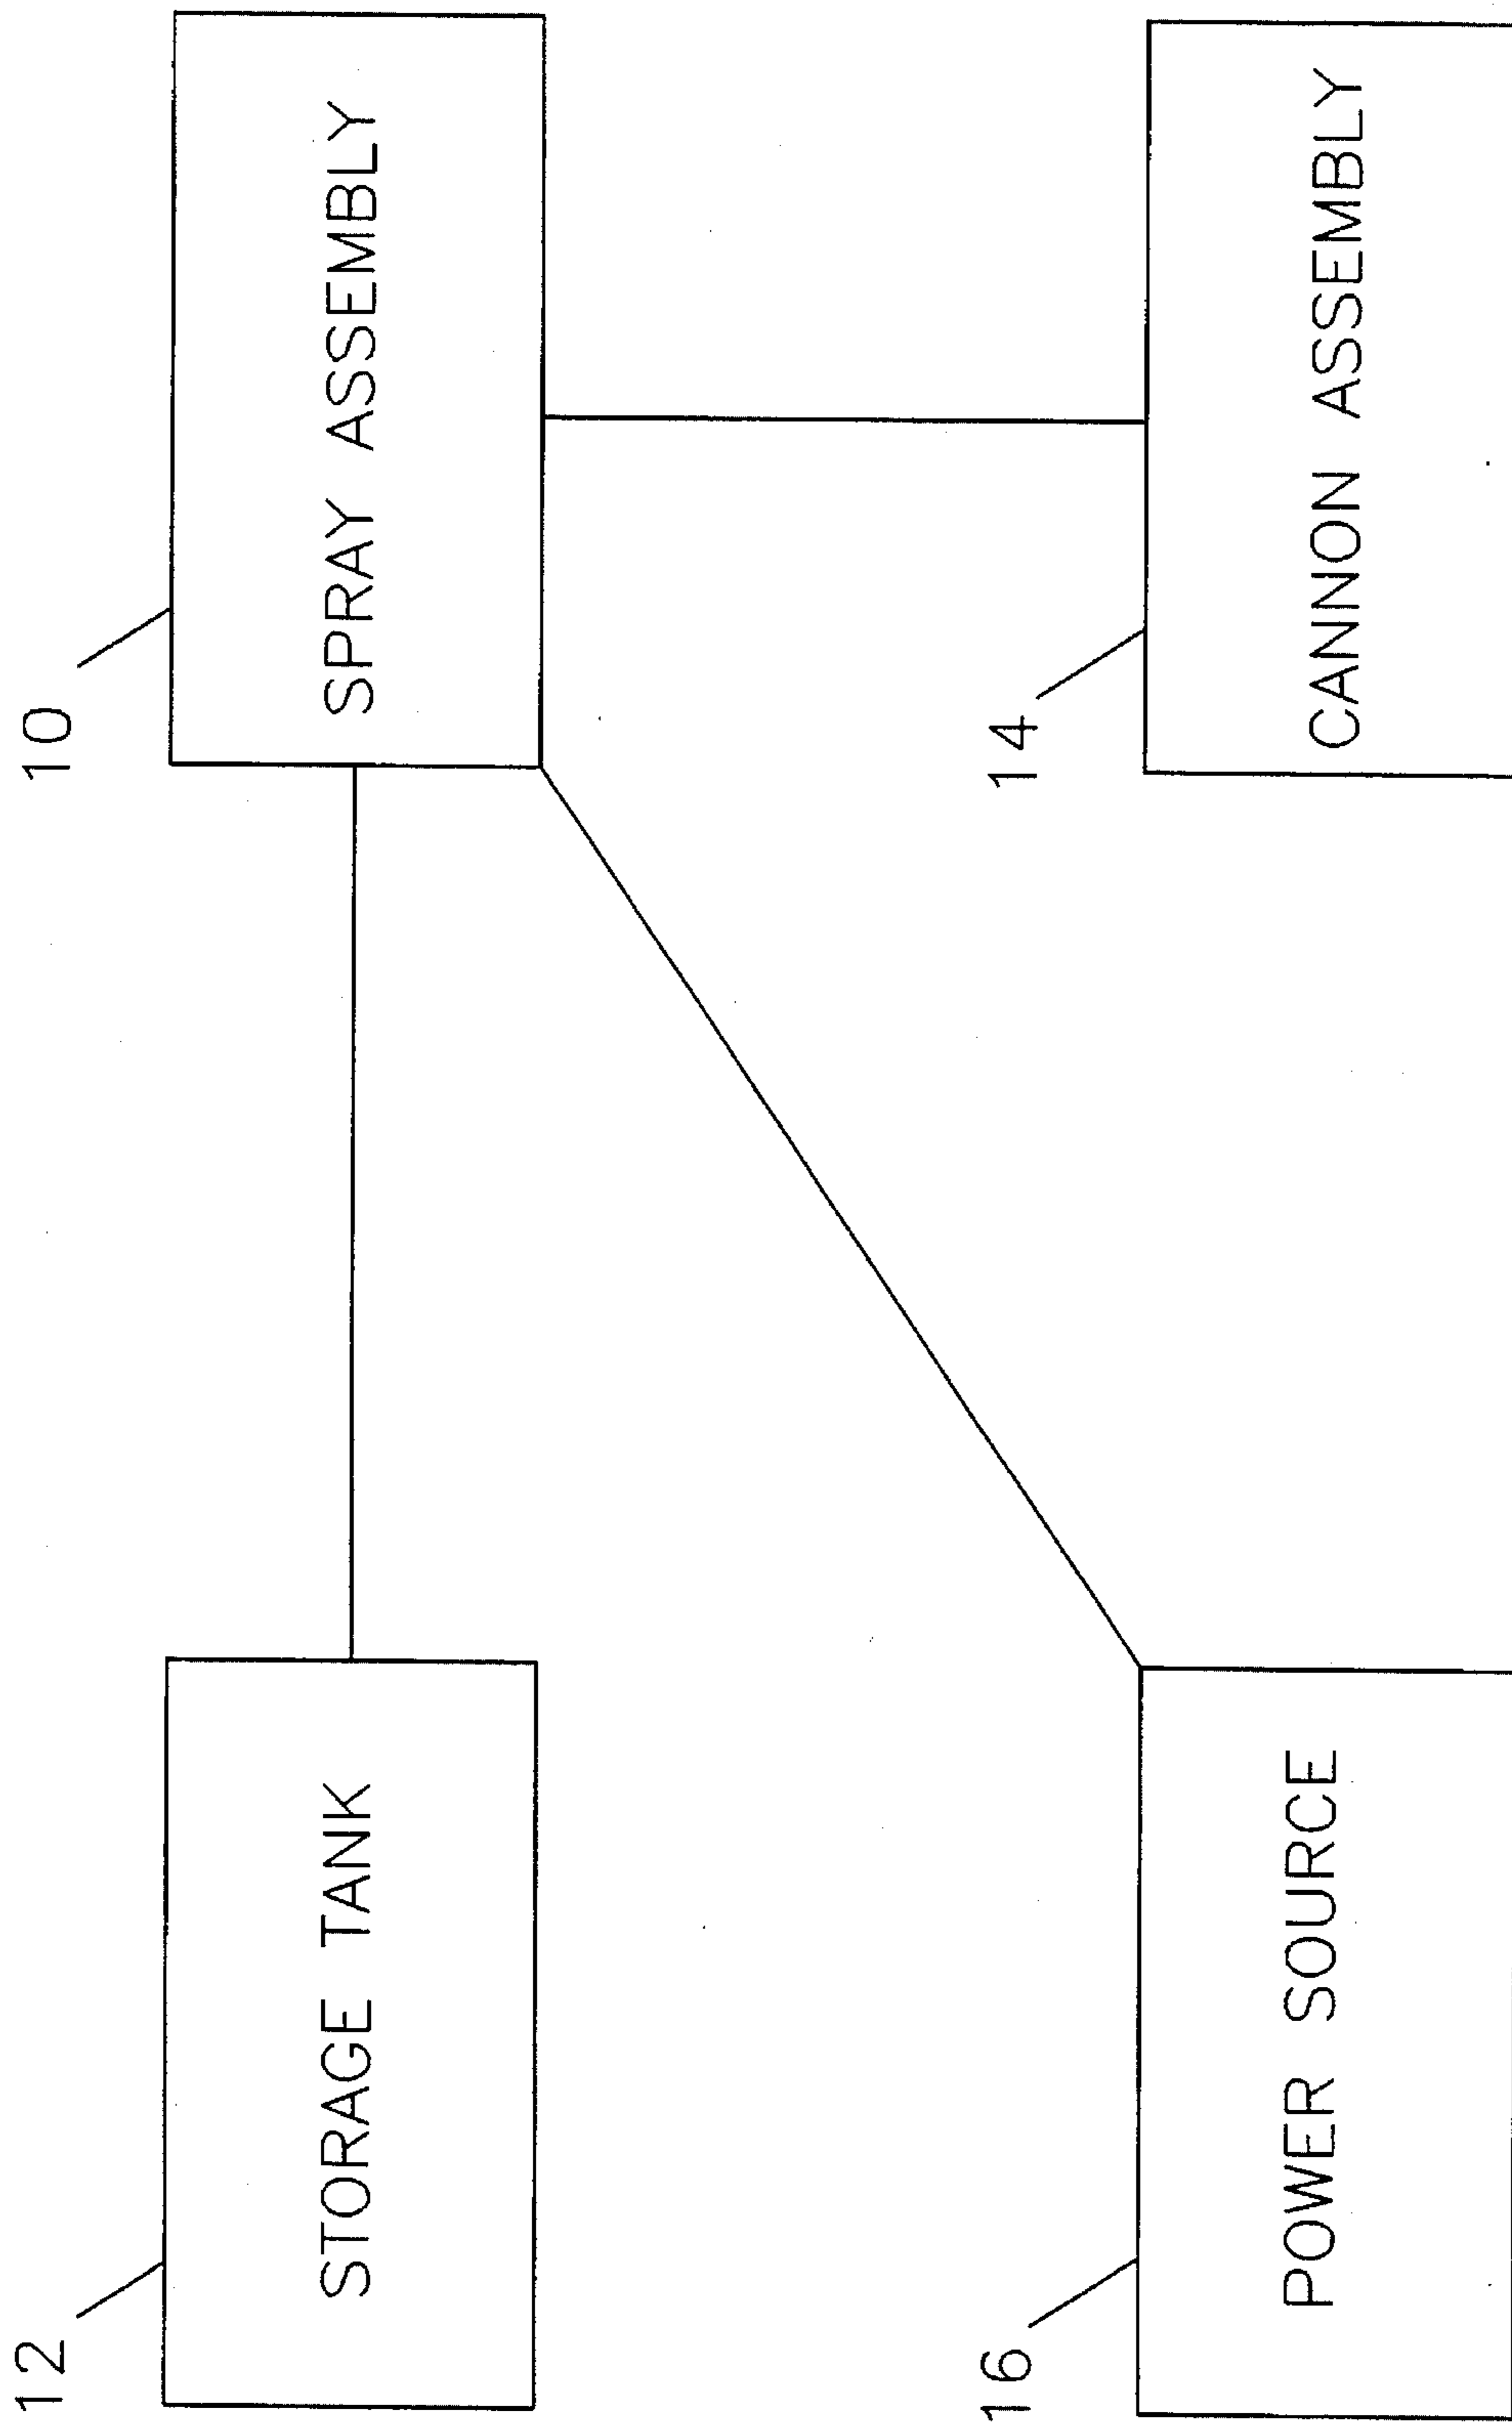 12
STORAGE TANK
10
SPRAY ASSEMBLY
16
POWER SOURCE
14
CANNON ASSEMBLY